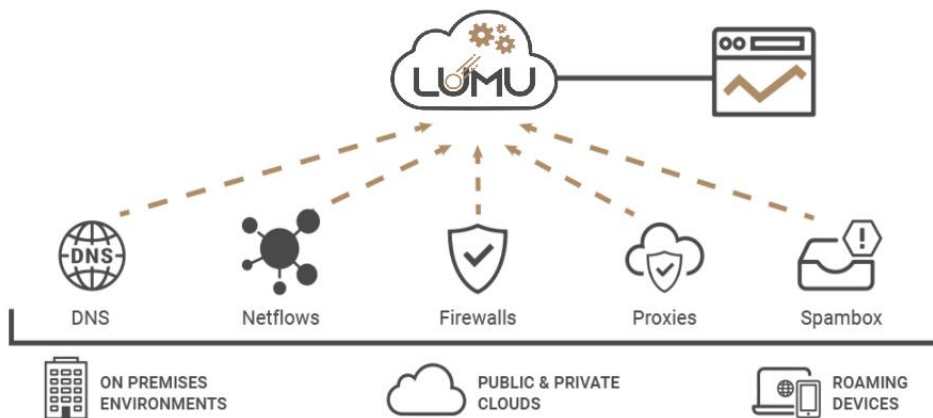 LUMU
DNS
DNS
Netflows
Firewalls
Proxies
Spambox
ON PREMISES
ENVIRONMENTS
PUBLIC & PRIVATE
CLOUDS
ROAMING
DEVICES